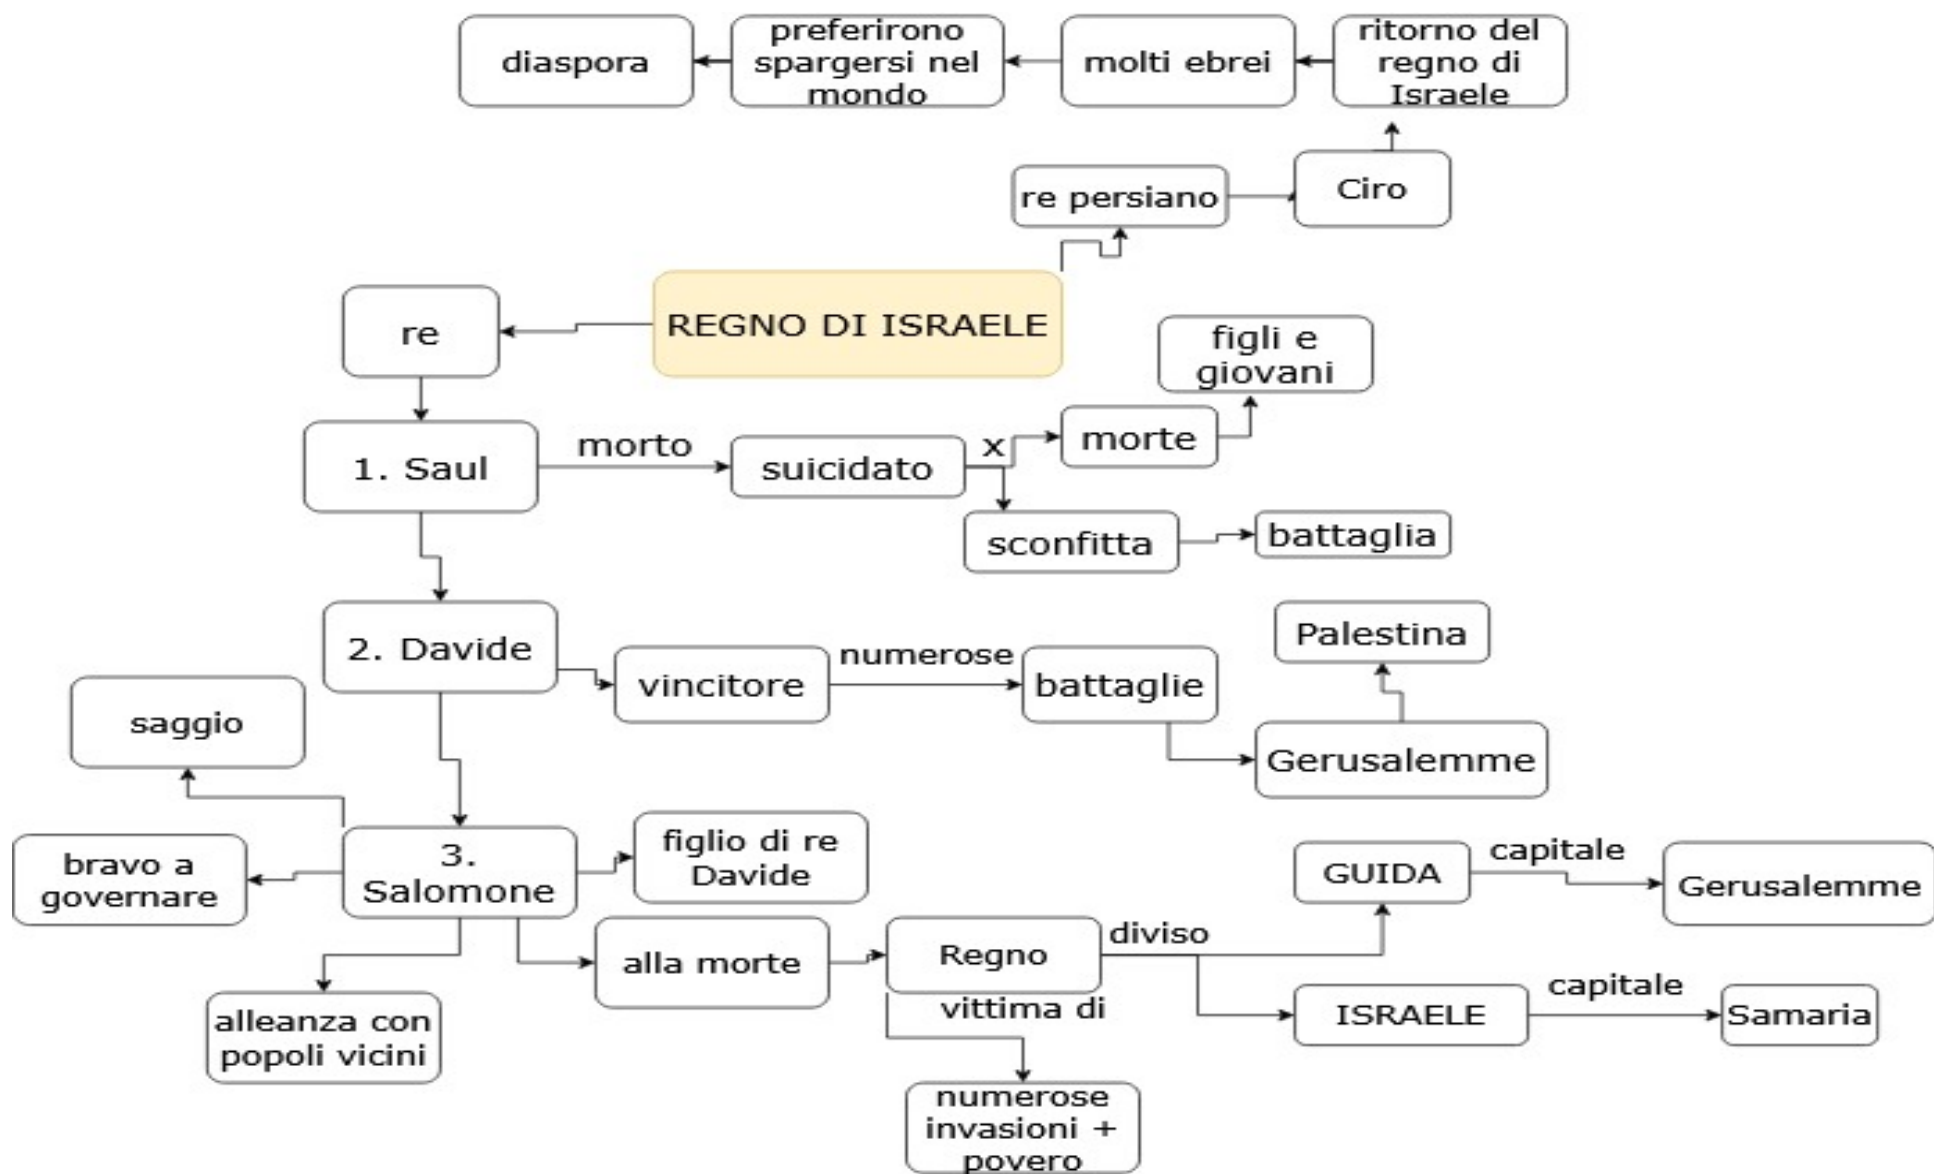 diaspora
preferirono
spargersi nel
mondo
molti ebrei
ritorno del
regno di
Israele
re persiano
Ciro
REGNO DI ISRAELE
re
figli e
giovani
1. Saul
morto
suicidato
x
morte
sconfitta
battaglia
2. Davide
vincitore
numerose
battaglie
Palestina
Gerusalemme
saggio
bravo a
governare
3.
Salomone
figlio di re
Davide
alla morte
Regno
diviso
GUIDA
capitale
Gerusalemme
ISRAELE
capitale
Samaria
alleanza con
popoli vicini
vittima di
numerose
invasioni +
povero